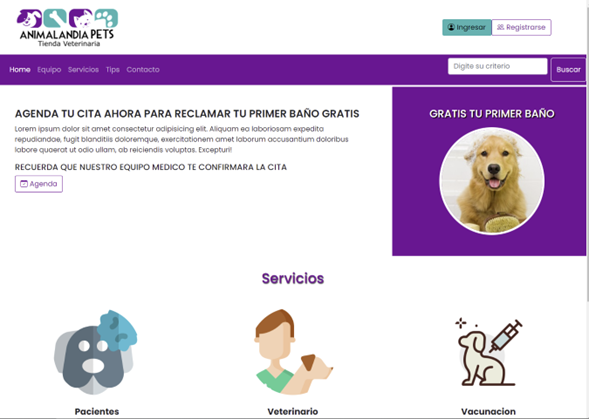 ANIMALANDIA PETS
Tienda Veterinaria
Ingresar
Registrarse
Home Equipo Servicios Tips Contacto
Digite su criterio
Buscar
AGENDA TU CITA AHORA PARA RECLAMAR TU PRIMER BAÑO GRATIS
Lorem ipsum dolor sit amet consectetur adipisicing elit. Aliquam ea laboriosam expedita
repudiandae, fugit blanditiis doloremque, exercitationem amet laborum accusantium doloribus
labore quaerat ut odio ullam, ab reiciendis voluptas. Excepturi!
RECUERDA QUE NUESTRO EQUIPO MEDICO TE CONFIRMARA LA CITA
Agenda
GRATIS TU PRIMER BAÑO
Servicios
Pacientes
Veterinario
Vacunacion